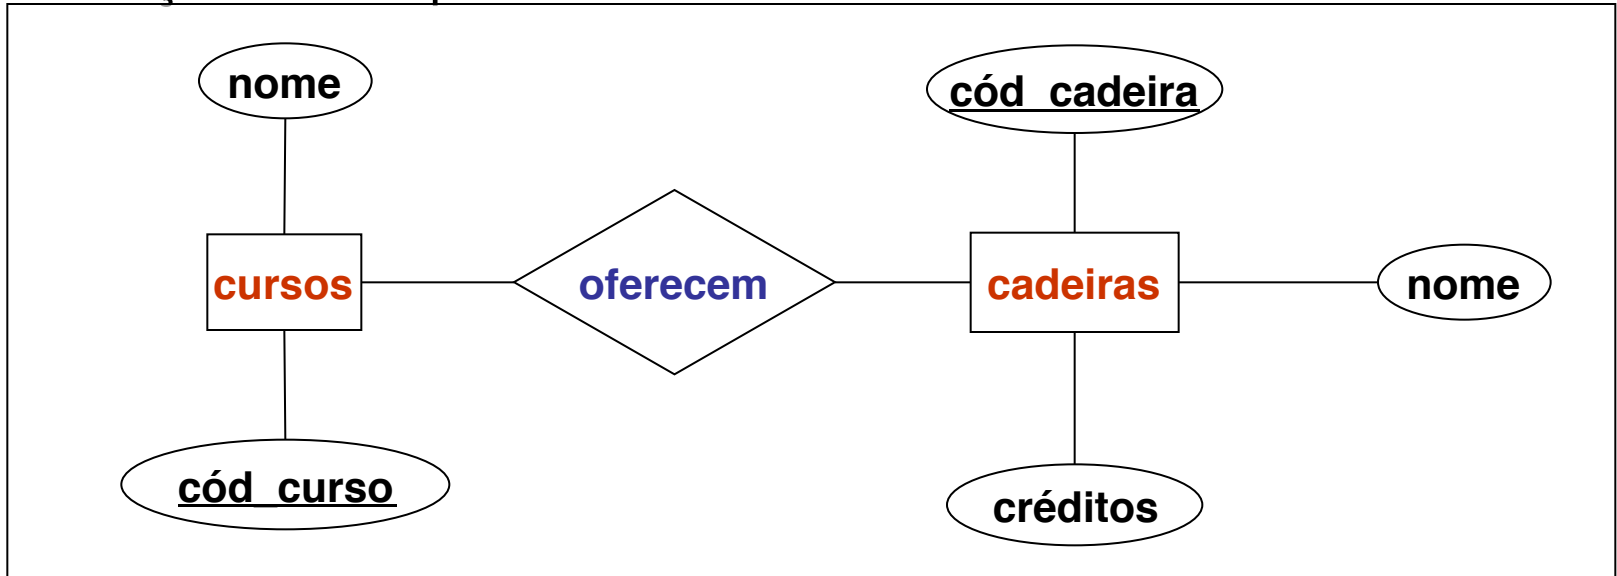 nome
cód_cadeira
cursos
oferecem
cadeiras
nome
cód_curso
créditos